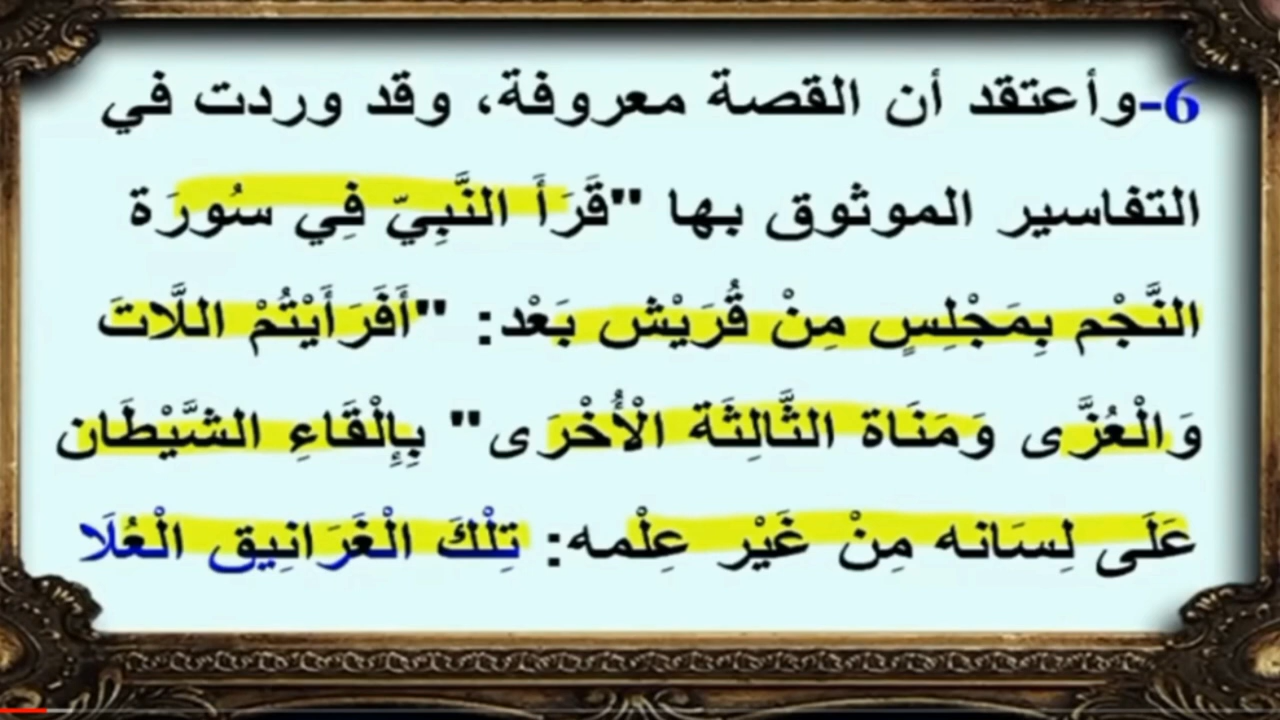 6-وأعتقد أن القصة معروفة، وقد وردت في
التفاسير الموثوق بها "قَرَأَ النَّبِيّ فِي سُورَة
النَّجْم بِمَجْلِسٍ مِنْ قُرَيْش بَعْد: "أَفَرَأَيْتُمْ اللَّاتَ
وَالْعُزَّى وَمَنَاة الثَّالِثَة الْأُخْرَى" بِإِلْقَاءِ الشَّيْطَان
عَلَى لِسَانه مِنْ غَيْر عِلْمه: تِلْكَ الْغَرَانِيق الْعُلَا